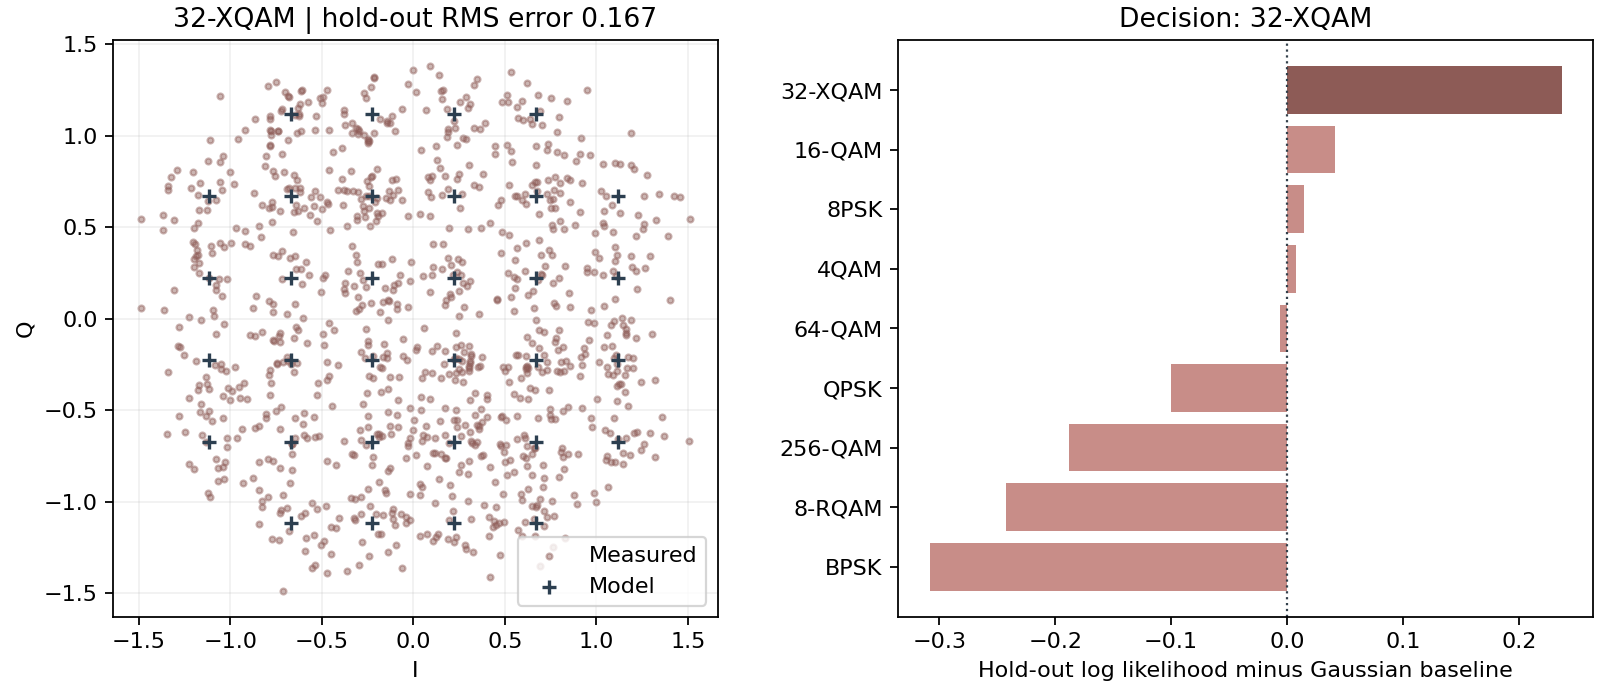 32-XQAM | hold-out RMS error 0.167
1.5
1.0
0.5
0.0
−0.5
−1.0
−1.5
Q
−1.5
−1.0
−0.5
0.0
0.5
1.0
1.5
I
Measured
Model
Decision: 32-XQAM
32-XQAM
16-QAM
8PSK
4QAM
64-QAM
QPSK
256-QAM
8-RQAM
BPSK
−0.3
−0.2
−0.1
0.0
0.1
0.2
Hold-out log likelihood minus Gaussian baseline